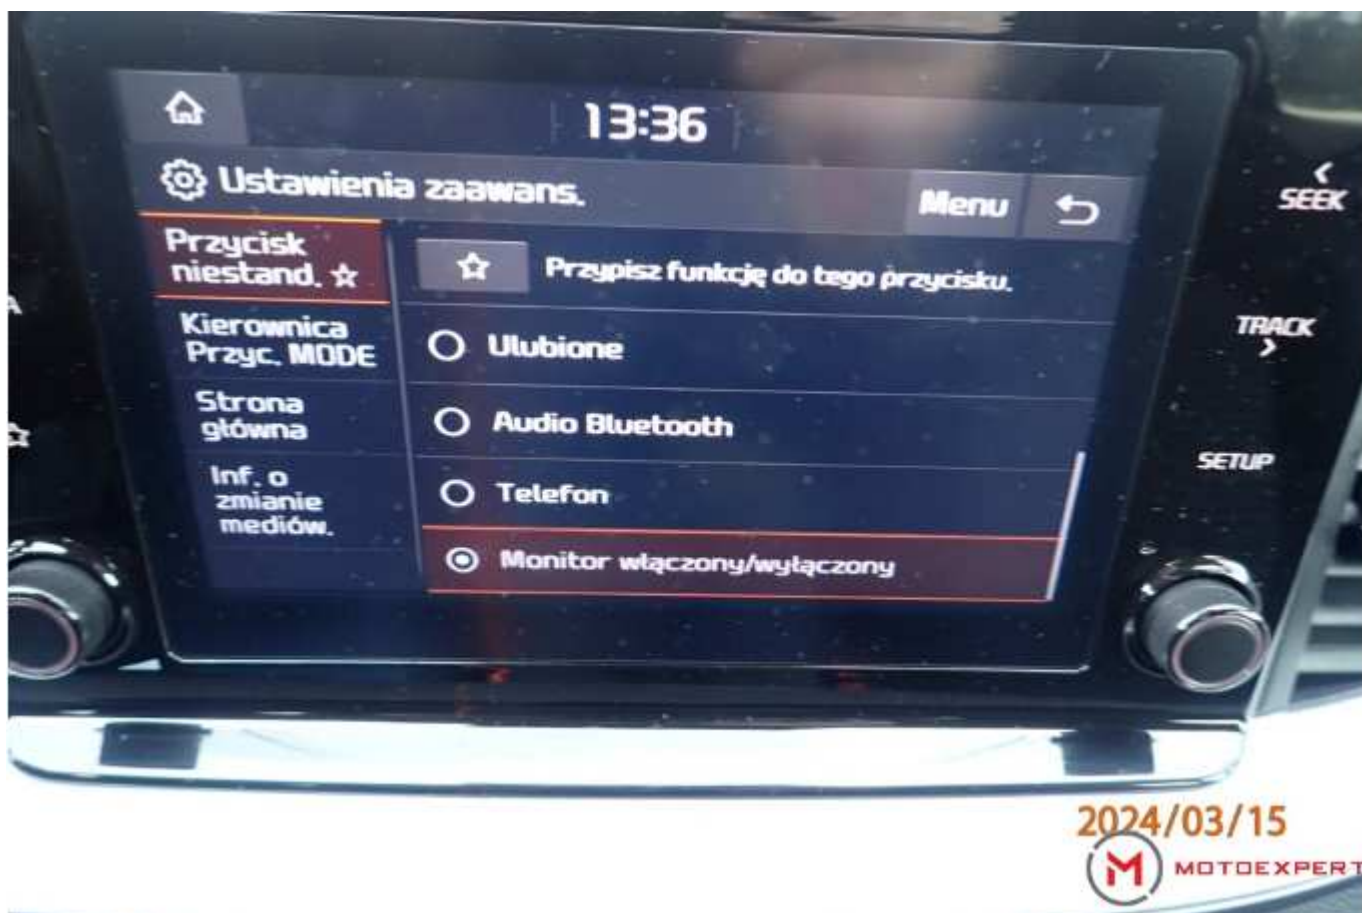 13:36
Ustawienia zaawans.
Menu
Przycisk
niestand. ☆
Przypisz funkcję do tego przycisku.
Kierownica
Przyc. MODE
Ulubione
Strona
główna
Audio Bluetooth
Inf. o
zmianie
mediów.
Telefon
Monitor włączony/wyłączony
SEEK
TRACK
SETUP
2024/03/15
M MOTOEXPERT